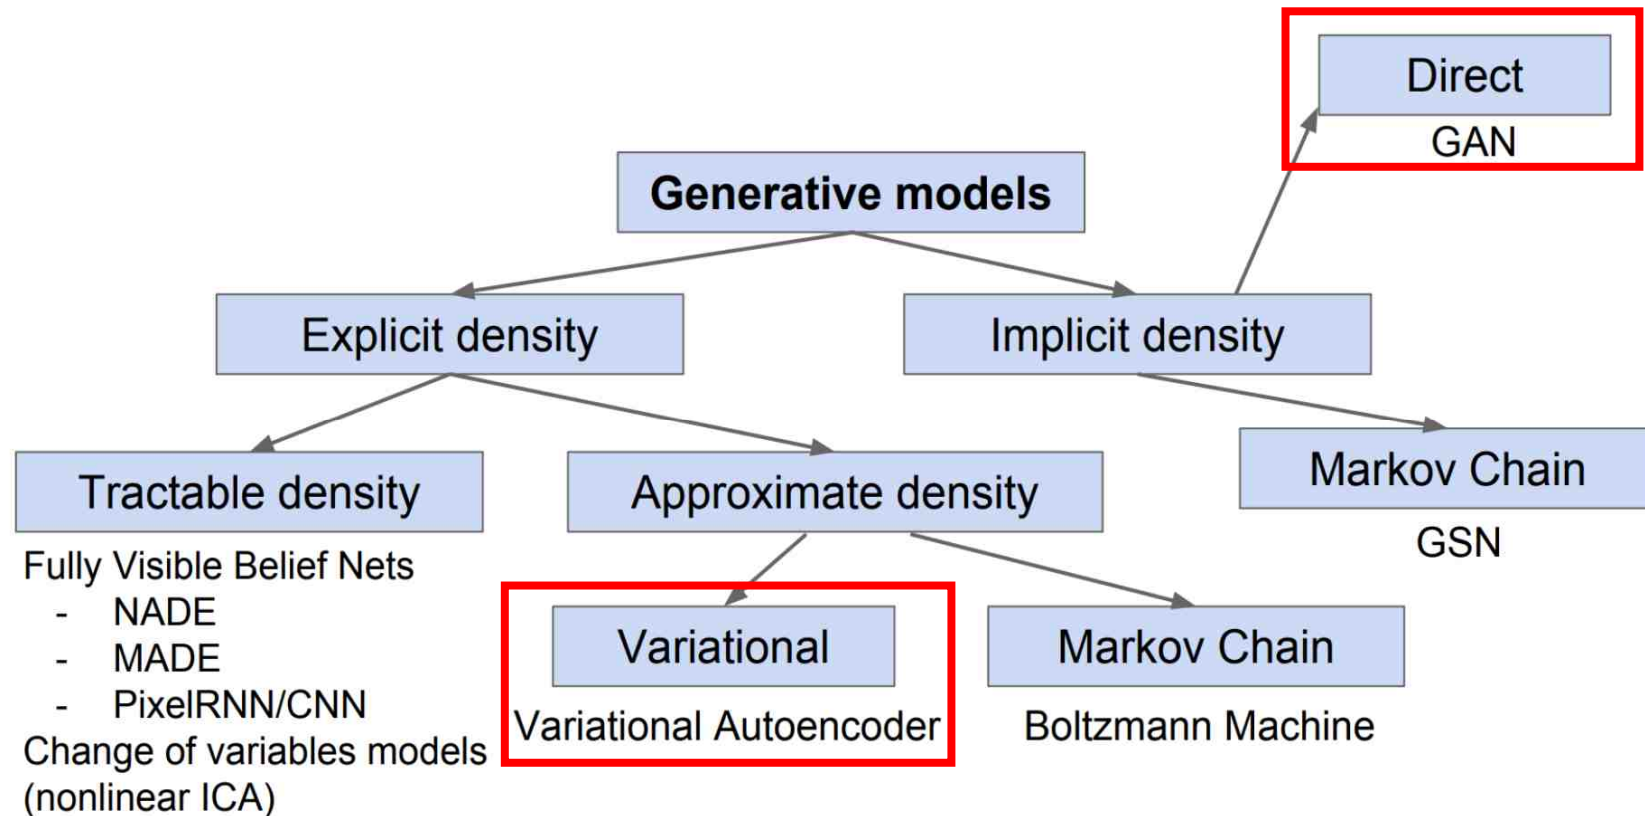 Direct
GAN
Generative models
Explicit density
Implicit density
Tractable density
Approximate density
Markov Chain
GSN
Fully Visible Belief Nets
- NADE
- MADE
- PixelRNN/CNN
Change of variables models
(nonlinear ICA)
Variational
Variational Autoencoder
Markov Chain
Boltzmann Machine